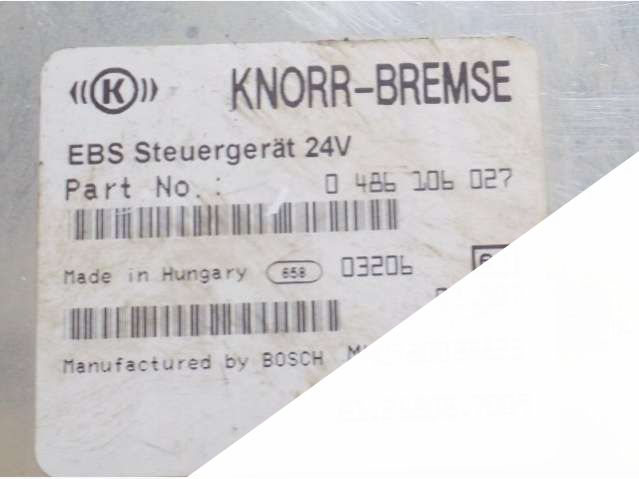 K KNORR-BREMSE
EBS Steuergerät 24V
Part No.: 0 486 106 027
Made in Hungary 658 03206
Manufactured by BOSCH